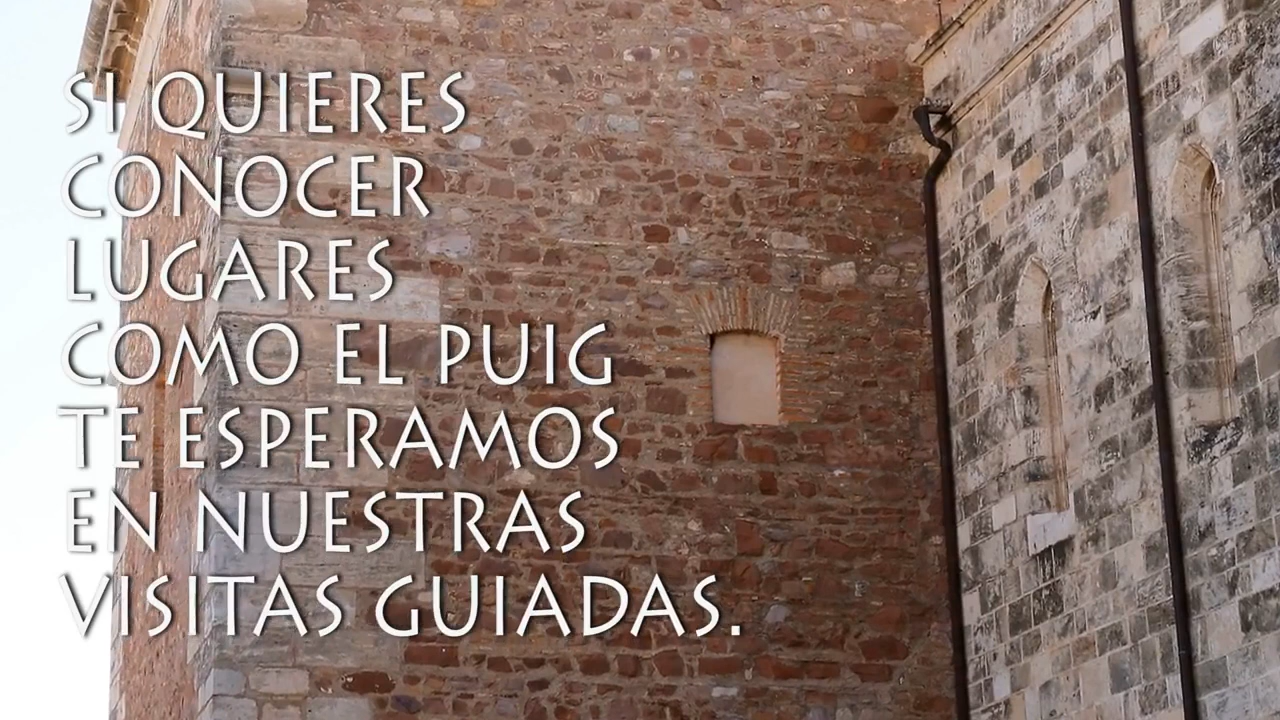 SI QUIERES
CONOCER
LUGARES
COMO EL PUIG
TE ESPERAMOS
EN NUESTRAS
VISITAS GUIADAS.